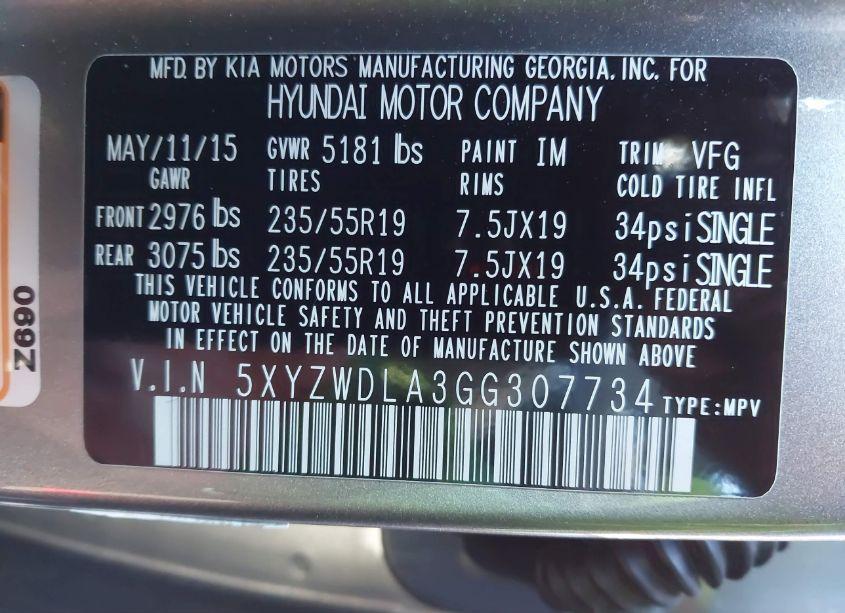 MFD. BY KIA MOTORS MANUFACTURING GEORGIA, INC. FOR
HYUNDAI MOTOR COMPANY
MAY/11/15 GVWR 5181 lbs PAINT IM TRIM VFG
GAWR TIRES RIMS COLD TIRE INFL
FRONT 2976 lbs 235/55R19 7.5JX19 34psi SINGLE
REAR 3075 lbs 235/55R19 7.5JX19 34psi SINGLE
THIS VEHICLE CONFORMS TO ALL APPLICABLE U.S.A. FEDERAL
MOTOR VEHICLE SAFETY AND THEFT PREVENTION STANDARDS
IN EFFECT ON THE DATE OF MANUFACTURE SHOWN ABOVE
V.I.N 5XYZWDLA3GG307734 TYPE:MPV
Z690